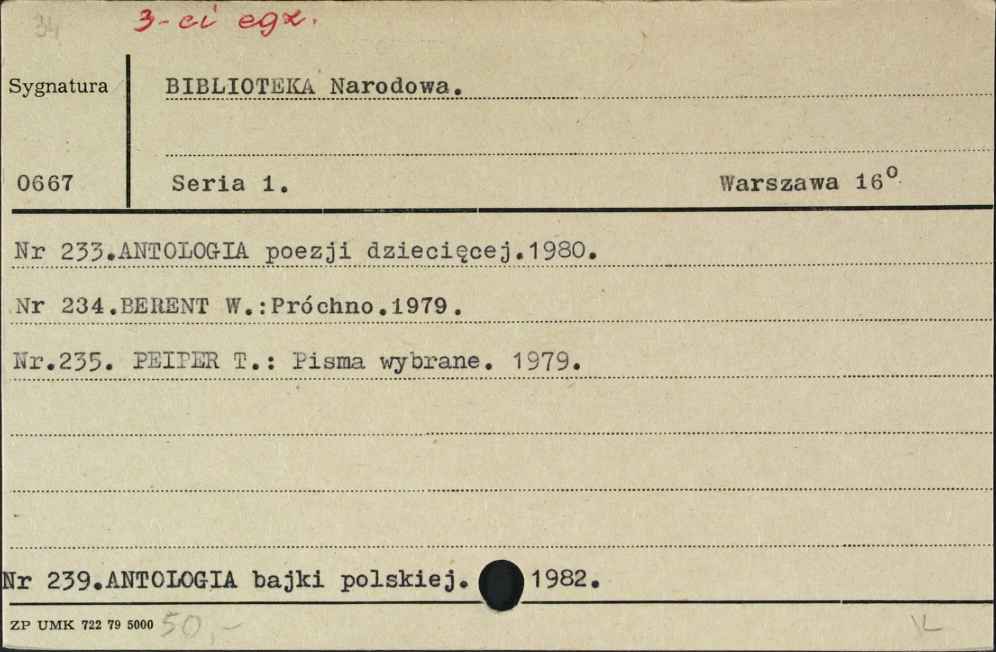 34 3-ci egz.
Sygnatura BIBLIOTEKA Narodowa.
0667 Seria 1. Warszawa 16°
Nr 233.ANTOLOGIA poezji dziecięcej.1980.
Nr 234.BERENT W.:Próchno.1979.
Nr.235. PEIPER T.: Pisma wybrane. 1979.
Nr 239.ANTOLOGIA bajki polskiej. 1982.
ZP UMK 722 79 5000 50,-